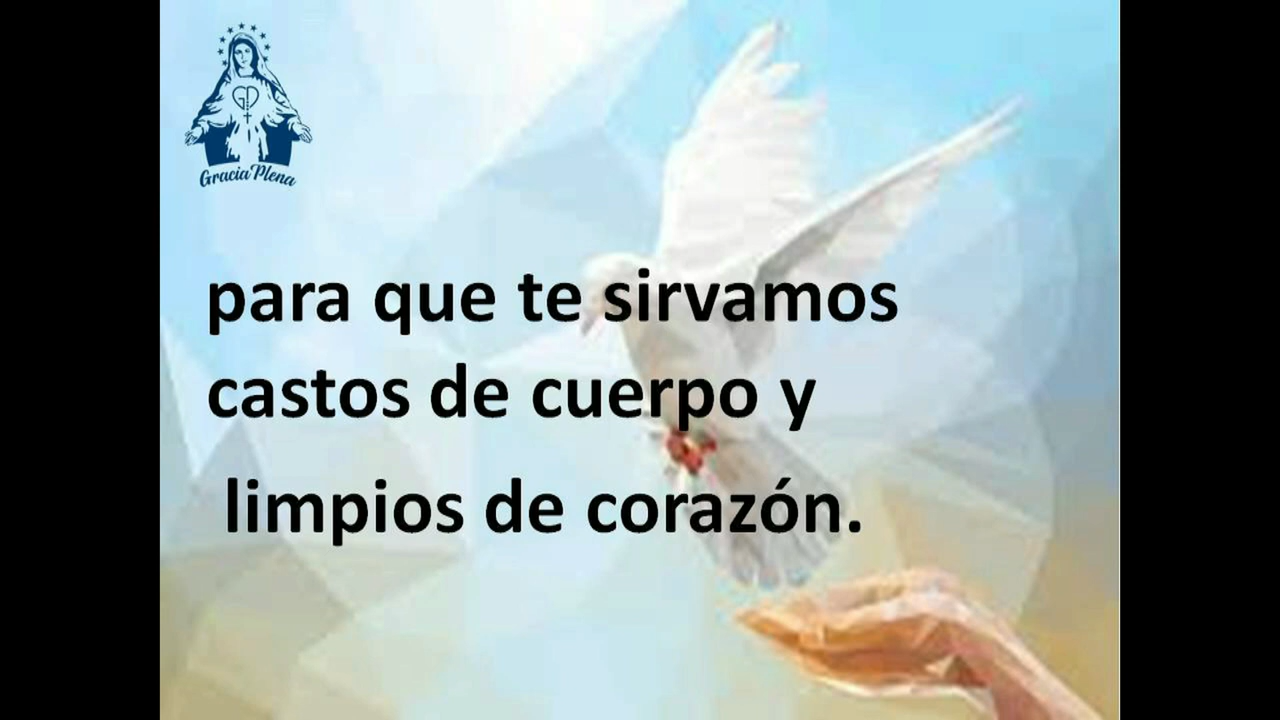 Gracia Plena
para que te sirvamos
castos de cuerpo y
limpios de corazón.